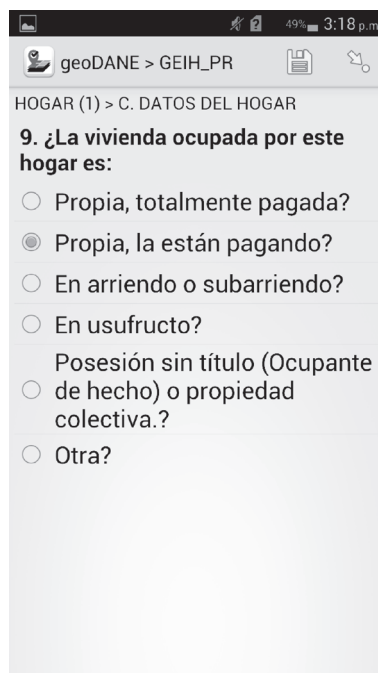 49% 3:18 p.m
geoDANE > GEIH_PR
HOGAR (1) > C. DATOS DEL HOGAR
9. ¿La vivienda ocupada por este
hogar es:
Propia, totalmente pagada?
Propia, la están pagando?
En arriendo o subarriendo?
En usufructo?
Posesión sin título (Ocupante
de hecho) o propiedad
colectiva.?
Otra?